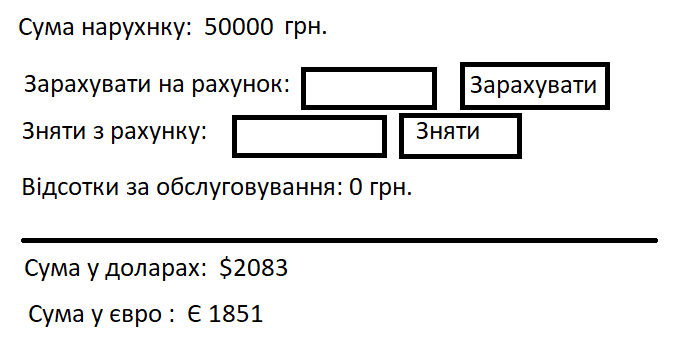 Сума нарухнку: 50000 грн.
Зарахувати на рахунок: Зарахувати
Зняти з рахунку: Зняти
Відсотки за обслуговування: 0 грн.
Сума у доларах: $2083
Сума у євро : Є 1851